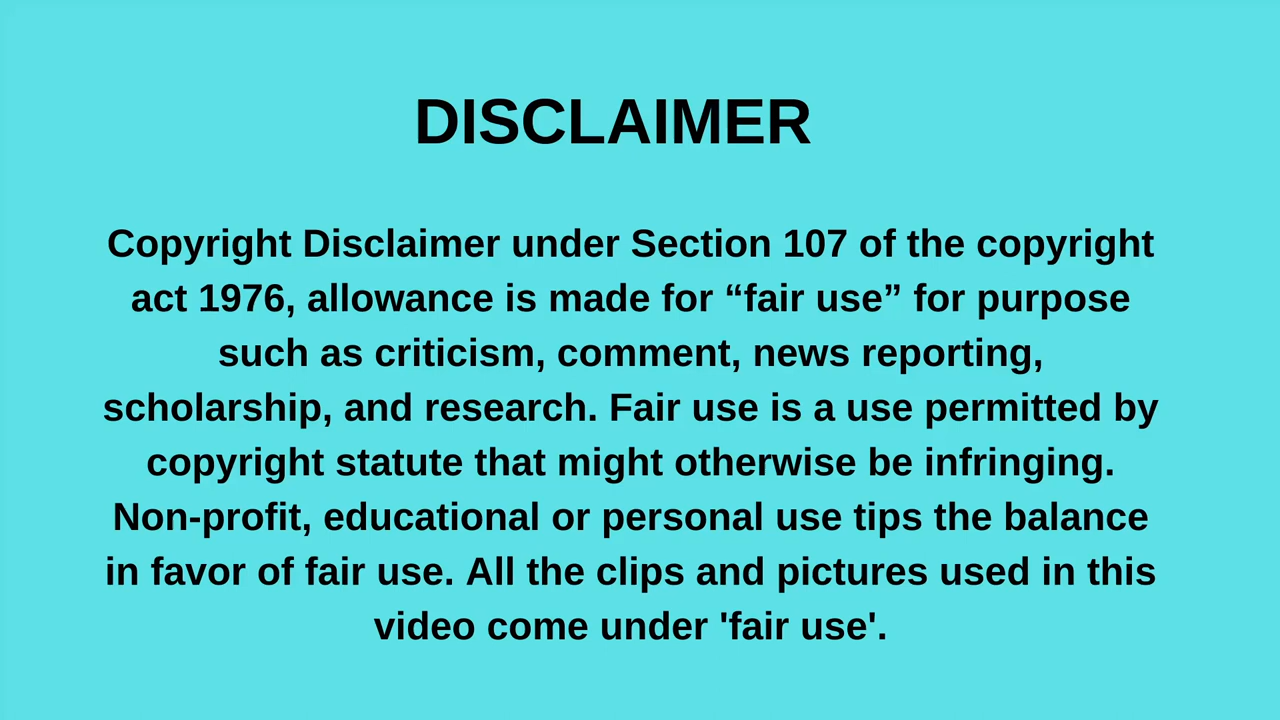 DISCLAIMER
Copyright Disclaimer under Section 107 of the copyright
act 1976, allowance is made for “fair use” for purpose
such as criticism, comment, news reporting,
scholarship, and research. Fair use is a use permitted by
copyright statute that might otherwise be infringing.
Non-profit, educational or personal use tips the balance
in favor of fair use. All the clips and pictures used in this
video come under 'fair use'.